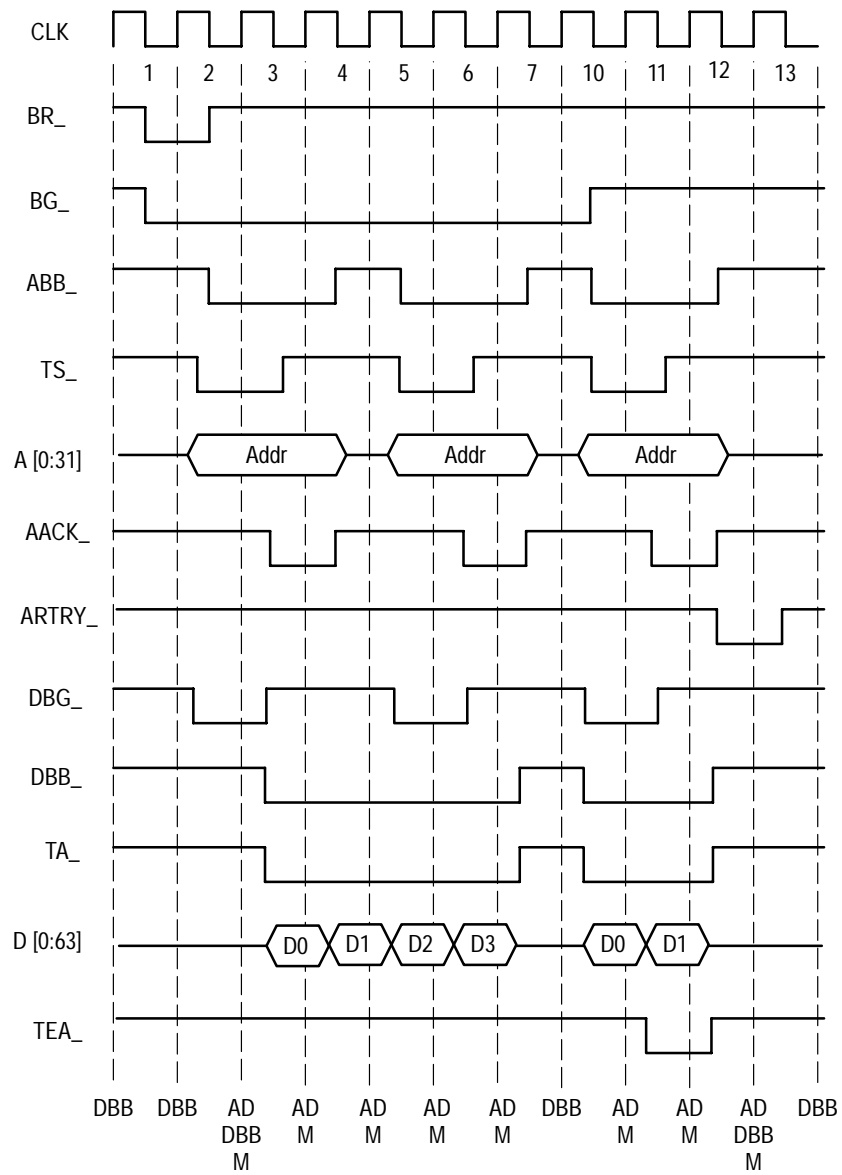 CLK
1 2 3 4 5 6 7 10 11 12 13
BR_
BG_
ABB_
TS_
A [0:31] Addr Addr Addr
AACK_
ARTRY_
DBG_
DBB_
TA_
D [0:63] D0 D1 D2 D3 D0 D1
TEA_
DBB DBB AD AD AD AD AD DBB AD AD AD DBB
DBB M M M M M M DBB
M M